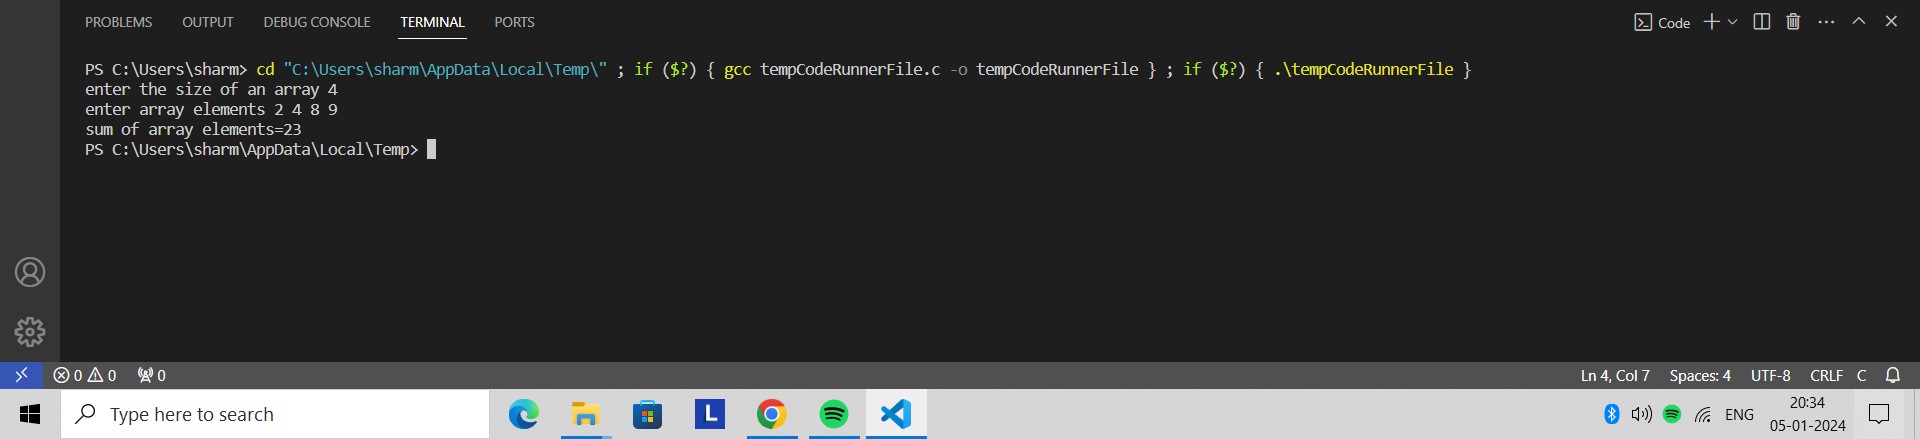 PROBLEMS OUTPUT DEBUG CONSOLE TERMINAL PORTS Code
PS C:\Users\sharm> cd "C:\Users\sharm\AppData\Local\Temp\" ; if ($?) { gcc tempCodeRunnerFile.c -o tempCodeRunnerFile } ; if ($?) { .\tempCodeRunnerFile }
enter the size of an array 4
enter array elements 2 4 8 9
sum of array elements=23
PS C:\Users\sharm\AppData\Local\Temp>
0 0 0 Ln 4, Col 7 Spaces: 4 UTF-8 CRLF C
Type here to search L ENG 20:34
05-01-2024